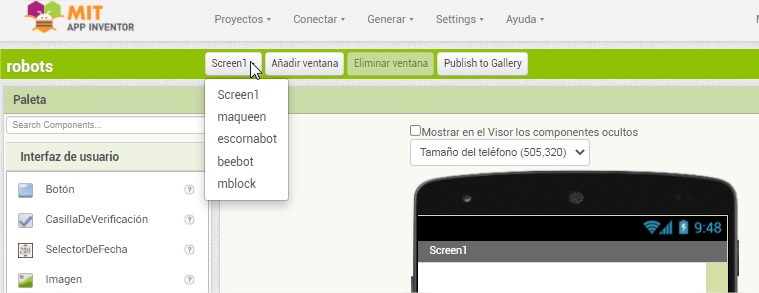 MIT
APP INVENTOR
Proyectos Conectar Generar Settings Ayuda
robots
Screen1 Añadir ventana Eliminar ventana Publish to Gallery
Screen1
maqueen
escornabot
beebot
mblock
Paleta
Search Components...
Interfaz de usuario
Botón ?
CasillaDeVerificación ?
SelectorDeFecha ?
Imagen ?
Mostrar en el Visor los componentes ocultos
Tamaño del teléfono (505,320)
9:48
Screen1